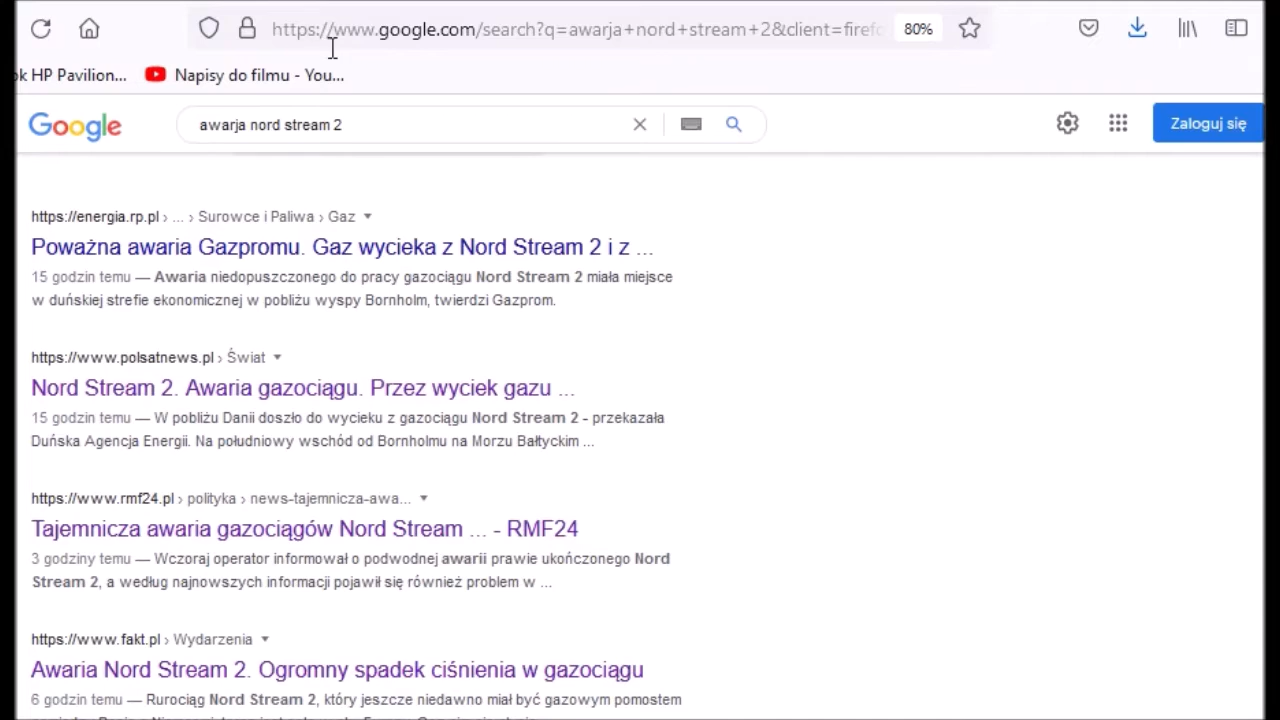 https://www.google.com/search?q=awarja+nord+stream+2&client=firefo
80%
ok HP Pavilion...
Napisy do filmu - You...
Google
awarja nord stream 2
Zaloguj się
https://energia.rp.pl › ... › Surowce i Paliwa › Gaz
Poważna awaria Gazpromu. Gaz wycieka z Nord Stream 2 i z ...
15 godzin temu — Awaria niedopuszczonego do pracy gazociągu Nord Stream 2 miała miejsce
w duńskiej strefie ekonomicznej w pobliżu wyspy Bornholm, twierdzi Gazprom.
https://www.polsatnews.pl › Świat
Nord Stream 2. Awaria gazociągu. Przez wyciek gazu ...
15 godzin temu — W pobliżu Danii doszło do wycieku z gazociągu Nord Stream 2 - przekazała
Duńska Agencja Energii. Na południowy wschód od Bornholmu na Morzu Bałtyckim ...
https://www.rmf24.pl › polityka › news-tajemnicza-awa...
Tajemnicza awaria gazociągów Nord Stream ... - RMF24
3 godziny temu — Wczoraj operator informował o podwodnej awarii prawie ukończonego Nord
Stream 2, a według najnowszych informacji pojawił się również problem w ...
https://www.fakt.pl › Wydarzenia
Awaria Nord Stream 2. Ogromny spadek ciśnienia w gazociągu
6 godzin temu — Rurociąg Nord Stream 2, który jeszcze niedawno miał być gazowym pomostem